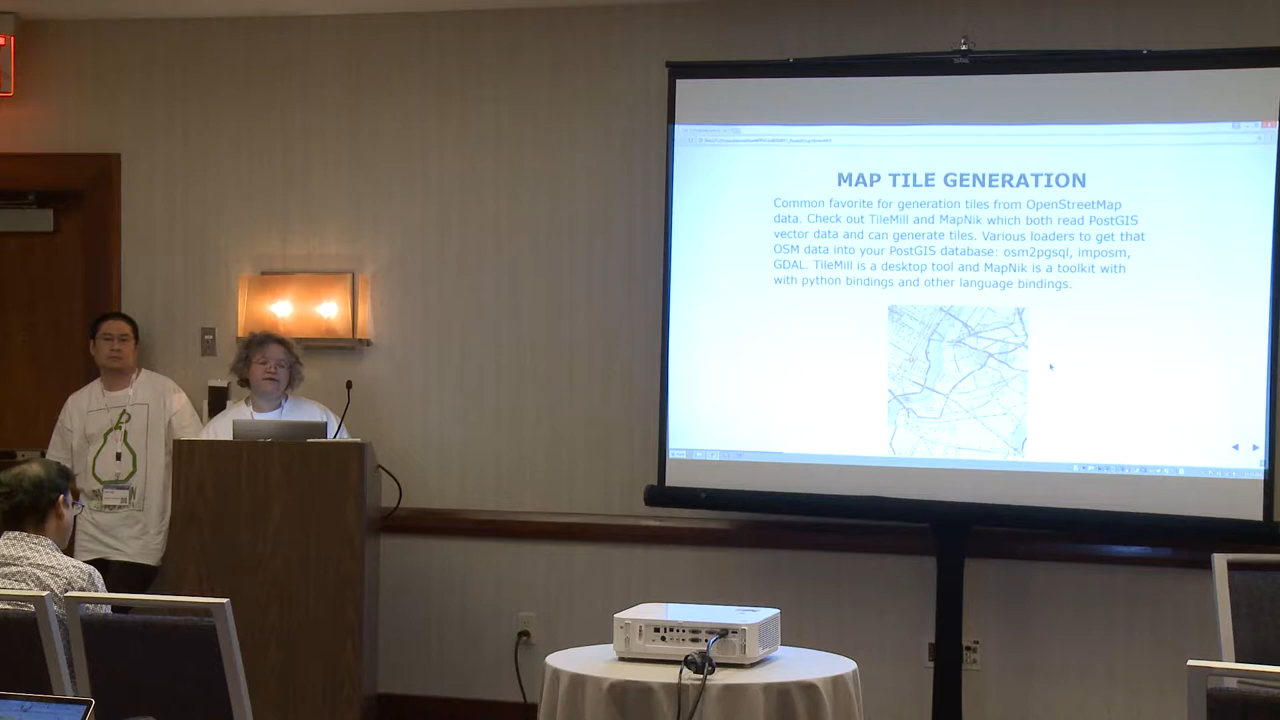 MAP TILE GENERATION
Common favorite for generation tiles from OpenStreetMap
data. Check out TileMill and MapNik which both read PostGIS
vector data and can generate tiles. Various loaders to get that
OSM data into your PostGIS database: osm2pgsql, imposm,
GDAL. TileMill is a desktop tool and MapNik is a toolkit with
with python bindings and other language bindings.